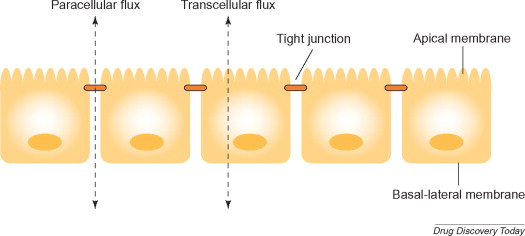 Paracellular flux
Transcellular flux
Tight junction
Apical membrane
Basal-lateral membrane
Drug Discovery Today